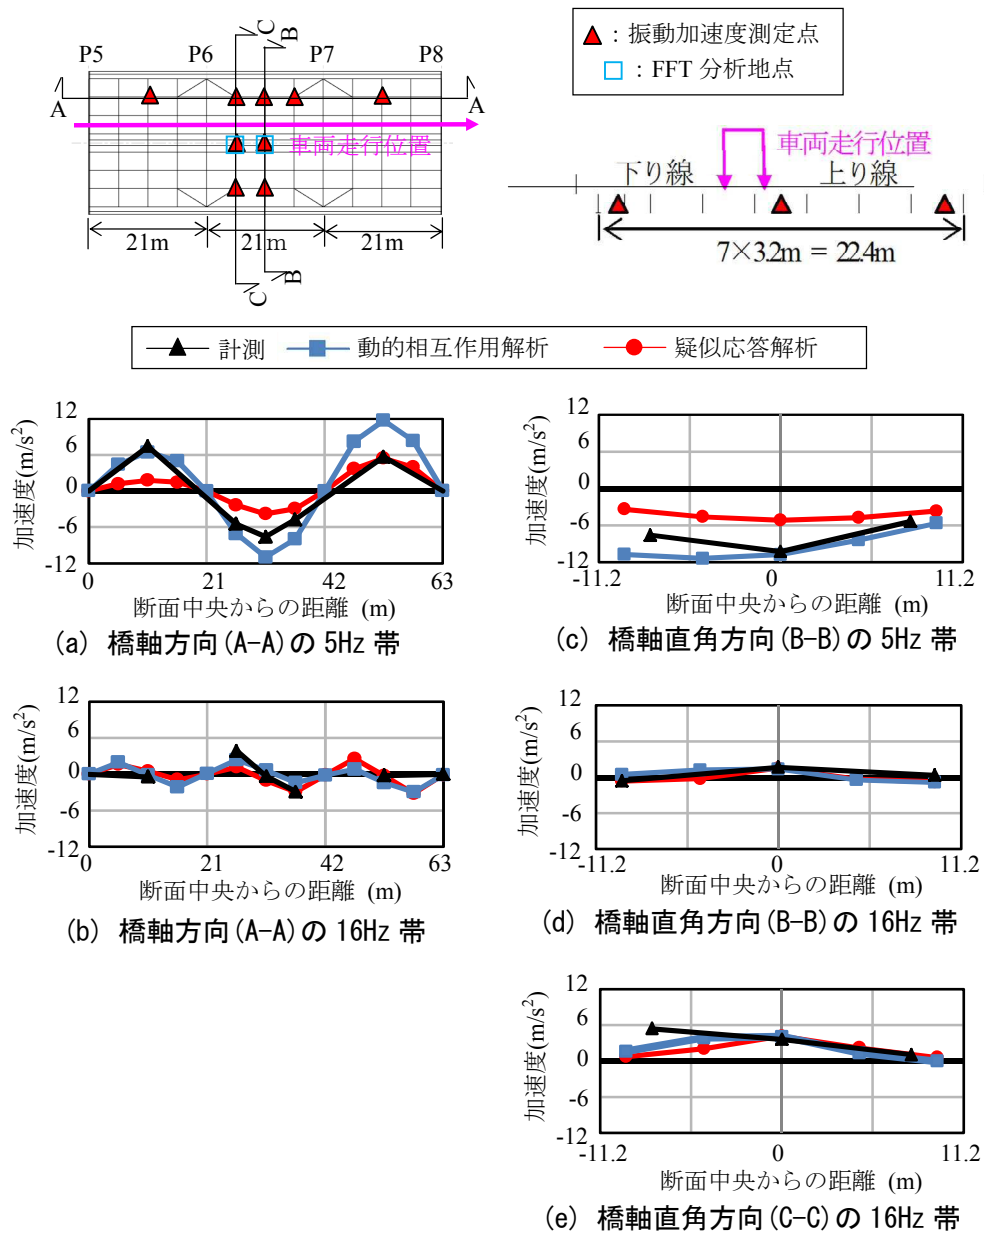 C
B
P5 P6 P7 P8
A A
車両走行位置
21m 21m 21m
B
C
▲ : 振動加速度測定点
□ : FFT 分析地点
車両走行位置
下り線 上り線
7×3.2m = 22.4m
計測 動的相互作用解析 疑似応答解析
加速度(m/s²)
12
6
0
-6
-12
0 21 42 63
断面中央からの距離 (m)
(a) 橋軸方向(A-A)の 5Hz 帯
加速度(m/s²)
12
6
0
-6
-12
-11.2 0 11.2
断面中央からの距離 (m)
(c) 橋軸直角方向(B-B)の 5Hz 帯
加速度(m/s²)
12
6
0
-6
-12
0 21 42 63
断面中央からの距離 (m)
(b) 橋軸方向(A-A)の 16Hz 帯
加速度(m/s²)
12
6
0
-6
-12
-11.2 0 11.2
断面中央からの距離 (m)
(d) 橋軸直角方向(B-B)の 16Hz 帯
加速度(m/s²)
12
6
0
-6
-12
-11.2 0 11.2
断面中央からの距離 (m)
(e) 橋軸直角方向(C-C)の 16Hz 帯